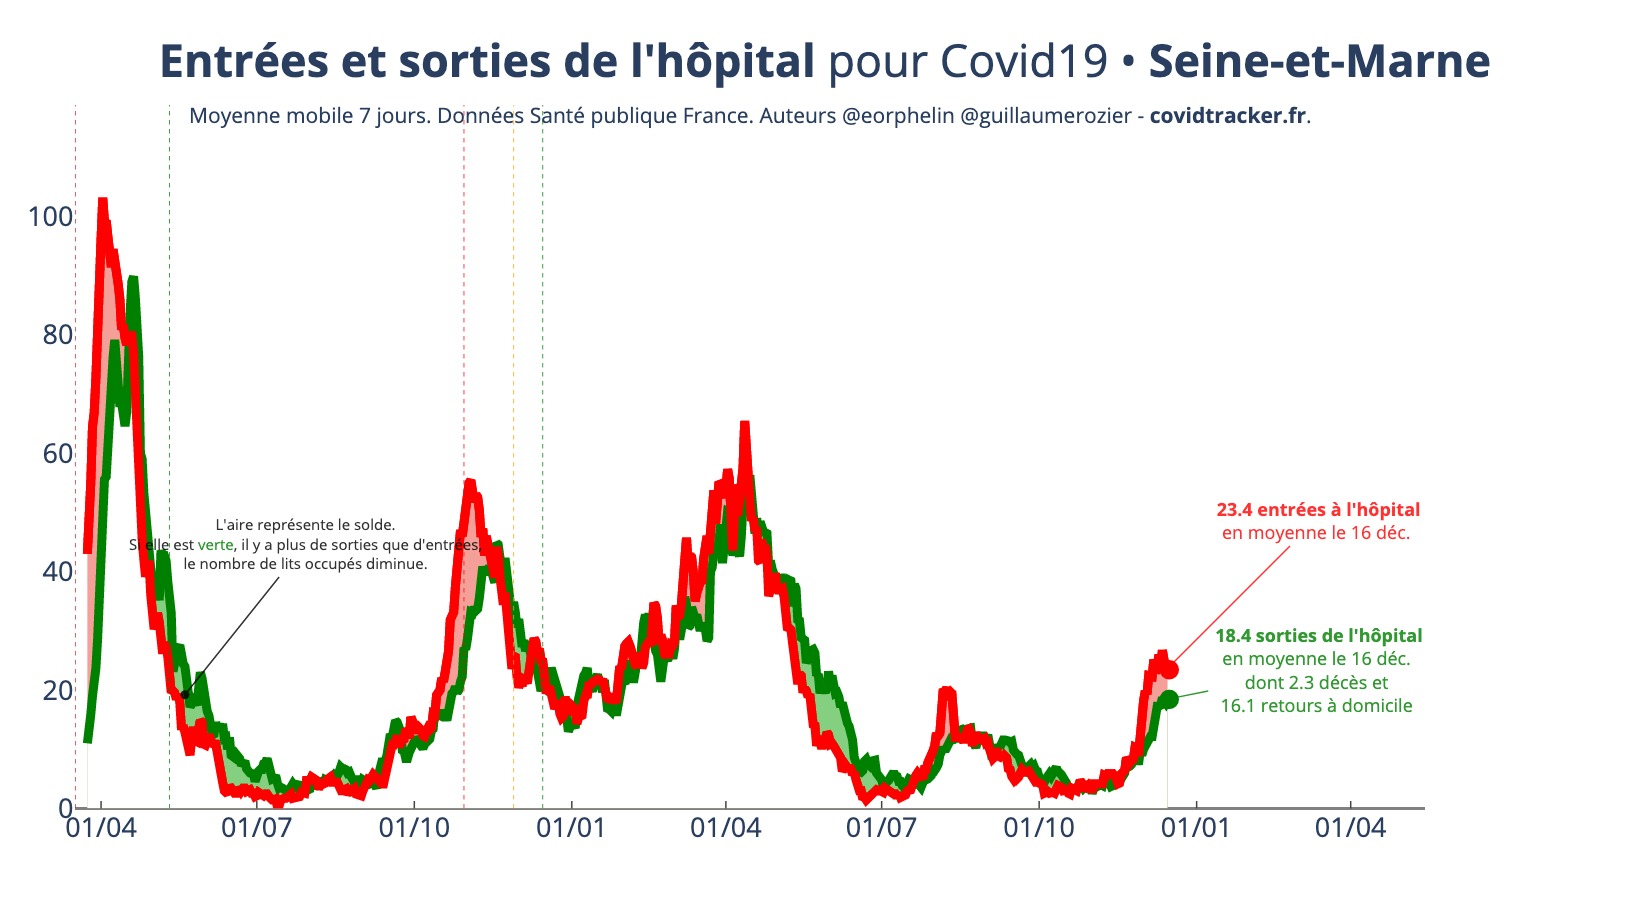 Entrées et sorties de l'hôpital pour Covid19 • Seine-et-Marne
Moyenne mobile 7 jours. Données Santé publique France. Auteurs @eorphelin @guillaumerozier - covidtracker.fr.
100
80
60
40
20
0
L'aire représente le solde.
Si elle est verte, il y a plus de sorties que d'entrées,
le nombre de lits occupés diminue.
23.4 entrées à l'hôpital
en moyenne le 16 déc.
18.4 sorties de l'hôpital
en moyenne le 16 déc.
dont 2.3 décès et
16.1 retours à domicile
01/04 01/07 01/10 01/01 01/04 01/07 01/10 01/01 01/04